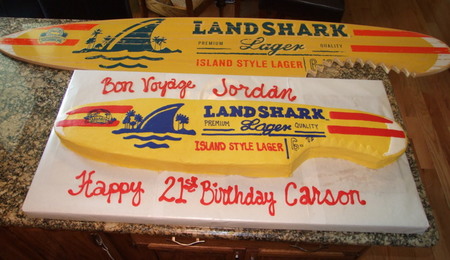 LANDSHARK
PREMIUM Lager QUALITY
ISLAND STYLE LAGER
Bon Voyage Jordan
LANDSHARK
PREMIUM Lager QUALITY
ISLAND STYLE LAGER
Happy 21st Birthday Carson